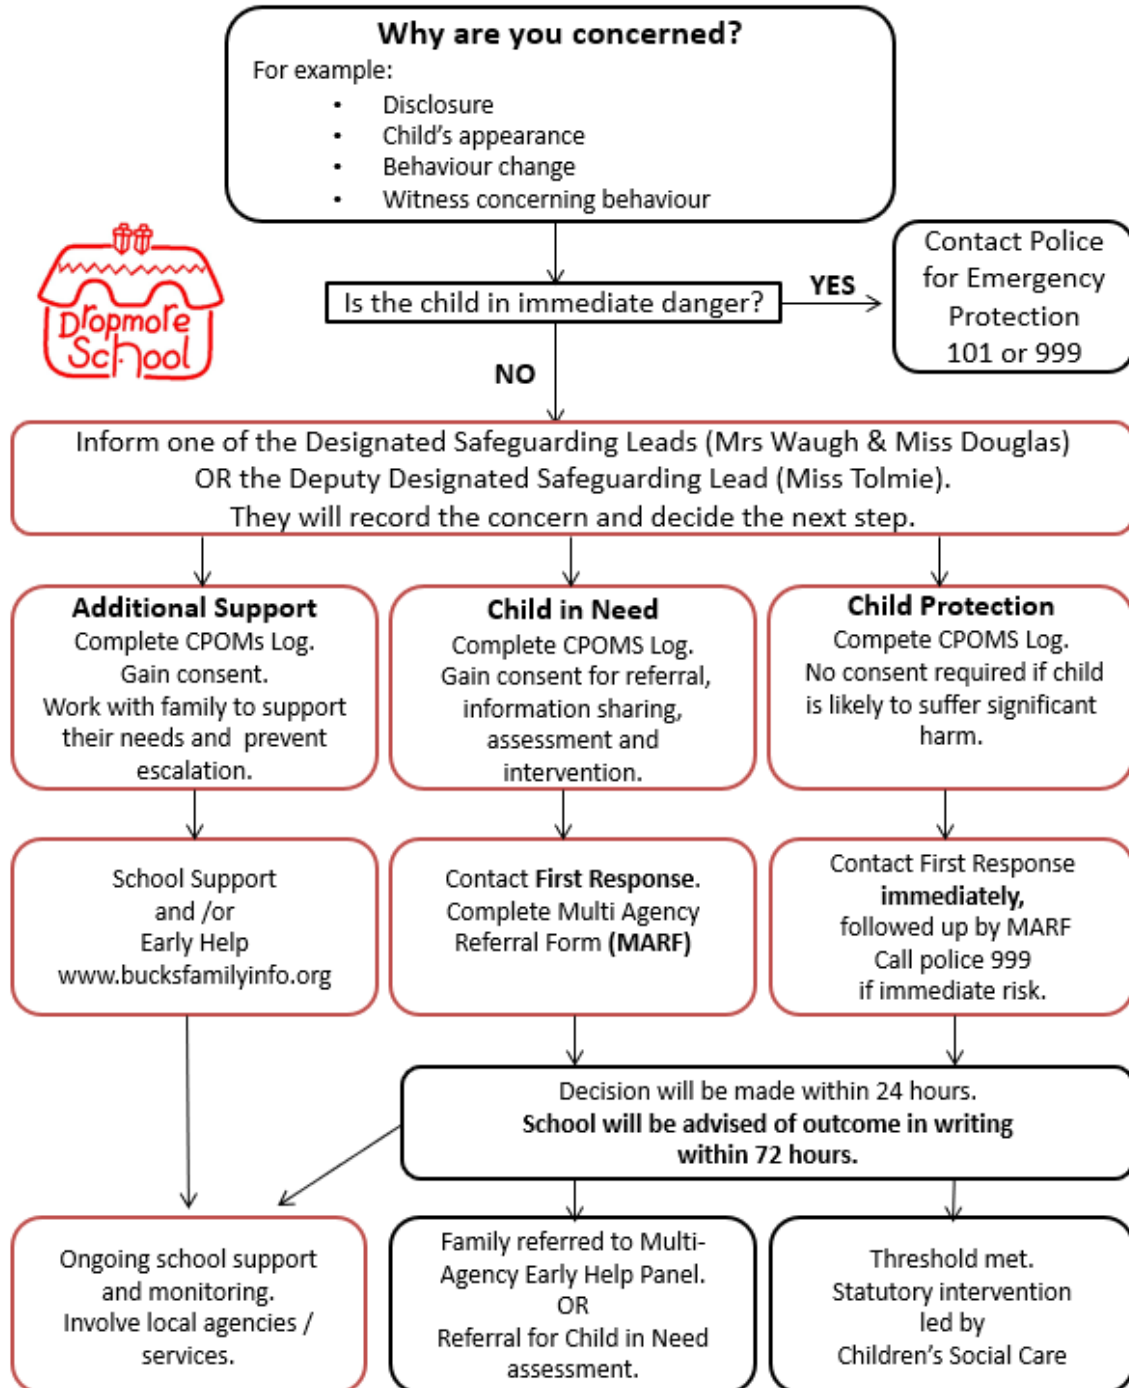 Why are you concerned?
For example:
• Disclosure
• Child's appearance
• Behaviour change
• Witness concerning behaviour
Dropmore
School
Is the child in immediate danger?
YES
Contact Police
for Emergency
Protection
101 or 999
NO
Inform one of the Designated Safeguarding Leads (Mrs Waugh & Miss Douglas)
OR the Deputy Designated Safeguarding Lead (Miss Tolmie).
They will record the concern and decide the next step.
Additional Support
Complete CPOMs Log.
Gain consent.
Work with family to support
their needs and prevent
escalation.
Child in Need
Complete CPOMS Log.
Gain consent for referral,
information sharing,
assessment and
intervention.
Child Protection
Compete CPOMS Log.
No consent required if child
is likely to suffer significant
harm.
School Support
and /or
Early Help
www.bucksfamilyinfo.org
Contact First Response.
Complete Multi Agency
Referral Form (MARF)
Contact First Response
immediately,
followed up by MARF
Call police 999
if immediate risk.
Decision will be made within 24 hours.
School will be advised of outcome in writing
within 72 hours.
Ongoing school support
and monitoring.
Involve local agencies /
services.
Family referred to Multi-
Agency Early Help Panel.
OR
Referral for Child in Need
assessment.
Threshold met.
Statutory intervention
led by
Children's Social Care